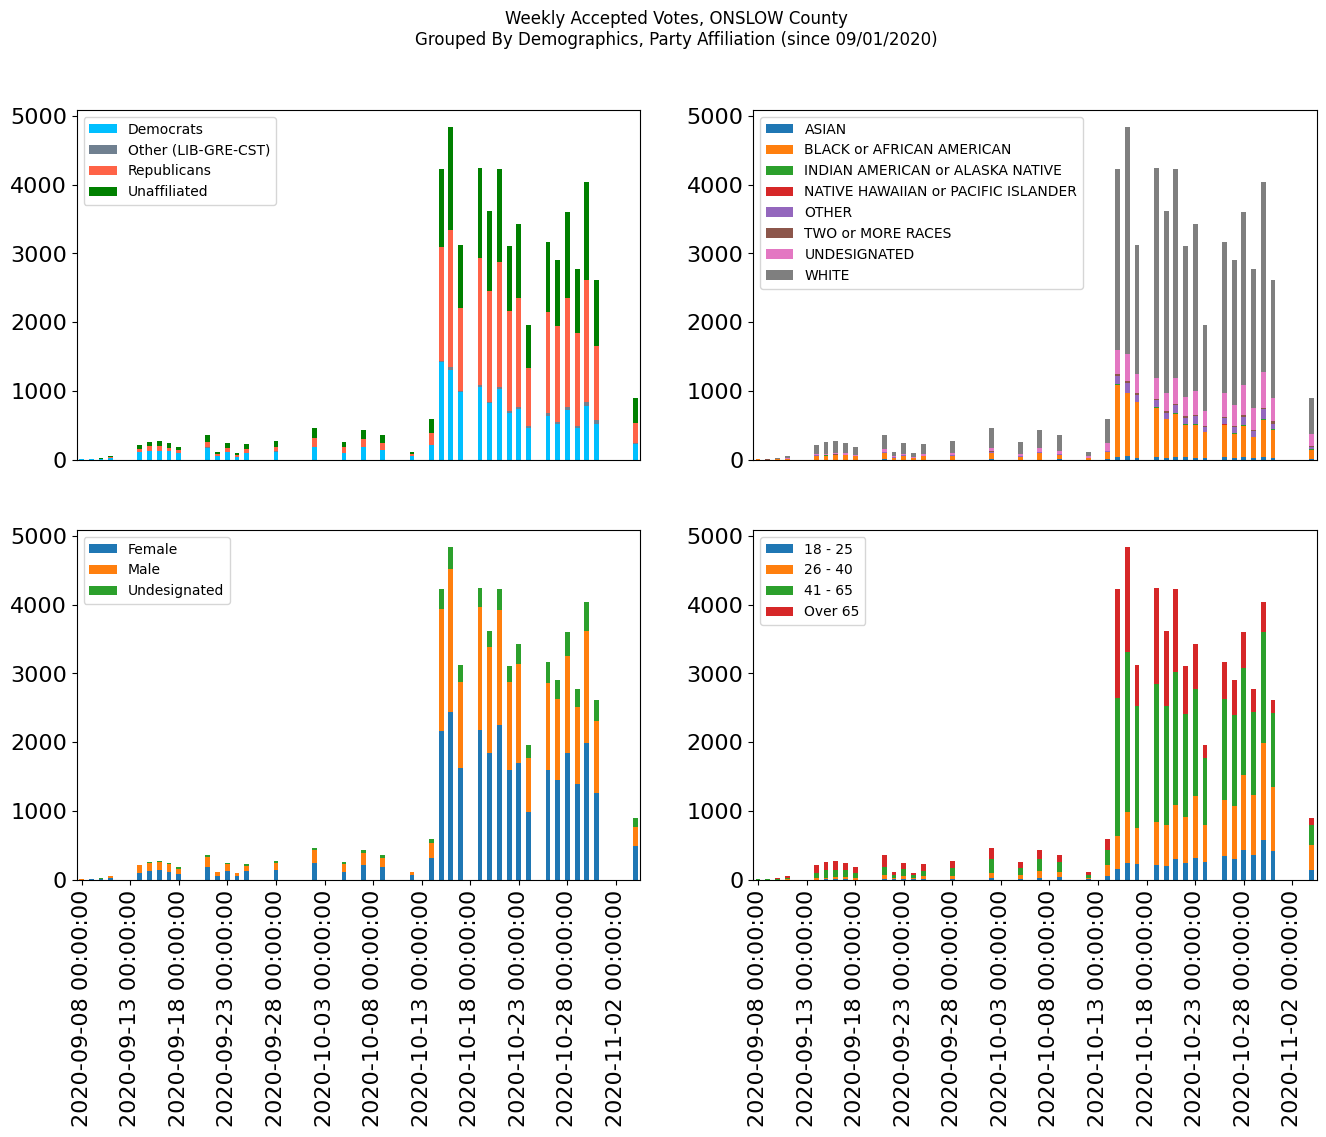 Weekly Accepted Votes, ONSLOW County
Grouped By Demographics, Party Affiliation (since 09/01/2020)
5000
4000
3000
2000
1000
0
Democrats
Other (LIB-GRE-CST)
Republicans
Unaffiliated
5000
4000
3000
2000
1000
0
ASIAN
BLACK or AFRICAN AMERICAN
INDIAN AMERICAN or ALASKA NATIVE
NATIVE HAWAIIAN or PACIFIC ISLANDER
OTHER
TWO or MORE RACES
UNDESIGNATED
WHITE
5000
4000
3000
2000
1000
0
Female
Male
Undesignated
2020-09-08 00:00:00
2020-09-13 00:00:00
2020-09-18 00:00:00
2020-09-23 00:00:00
2020-09-28 00:00:00
2020-10-03 00:00:00
2020-10-08 00:00:00
2020-10-13 00:00:00
2020-10-18 00:00:00
2020-10-23 00:00:00
2020-10-28 00:00:00
2020-11-02 00:00:00
5000
4000
3000
2000
1000
0
18 - 25
26 - 40
41 - 65
Over 65
2020-09-08 00:00:00
2020-09-13 00:00:00
2020-09-18 00:00:00
2020-09-23 00:00:00
2020-09-28 00:00:00
2020-10-03 00:00:00
2020-10-08 00:00:00
2020-10-13 00:00:00
2020-10-18 00:00:00
2020-10-23 00:00:00
2020-10-28 00:00:00
2020-11-02 00:00:00